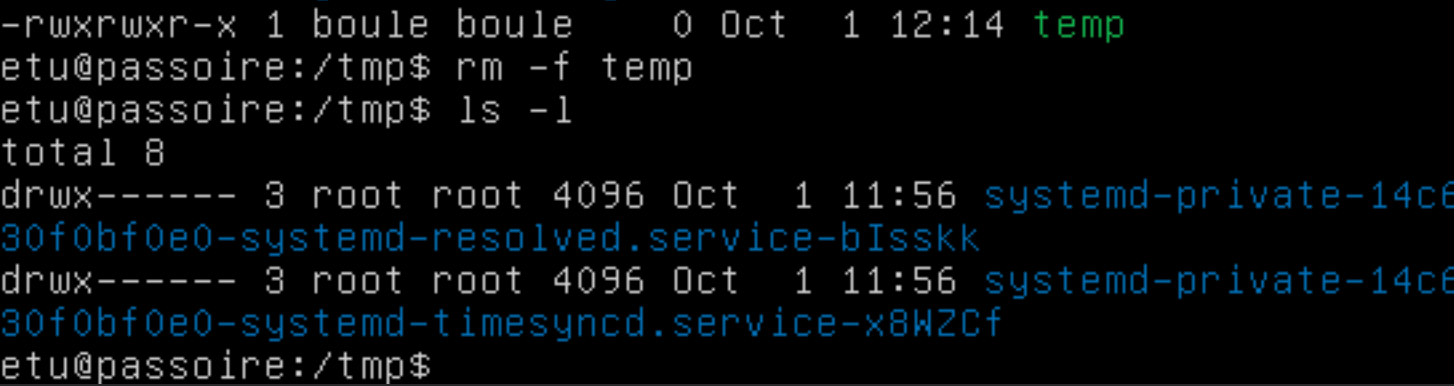 -rwxrwxr-x 1 boule boule    0 Oct  1 12:14 temp
etu@passoire:/tmp$ rm -f temp
etu@passoire:/tmp$ ls -l
total 8
drwx------ 3 root root 4096 Oct  1 11:56 systemd-private-14c6
30f0bf0e0-systemd-resolved.service-bIsskk
drwx------ 3 root root 4096 Oct  1 11:56 systemd-private-14c6
30f0bf0e0-systemd-timesyncd.service-x8WZCf
etu@passoire:/tmp$